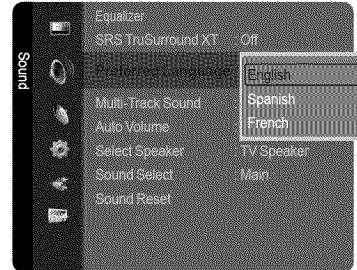 Sound
Equalizer
SRS TruSurround XT : Off
Preferred Language
English
Spanish
French
Multi-Track Sound :
Auto Volume
Select Speaker : TV Speaker
Sound Select : Main
Sound Reset